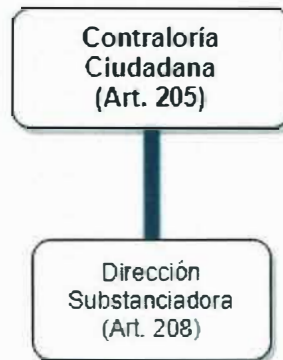 Contraloría
Ciudadana
(Art. 205)
Dirección
Substanciadora
(Art. 208)